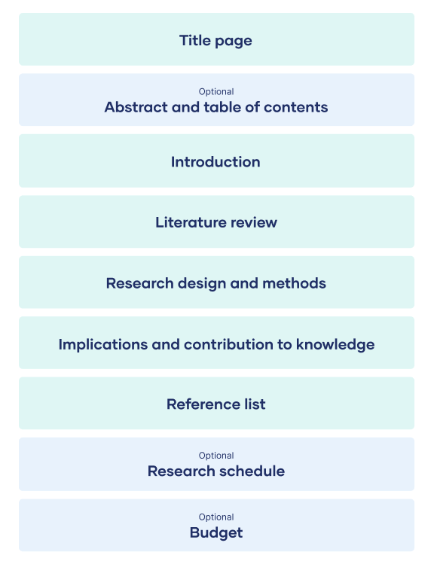 Title page
Optional
Abstract and table of contents
Introduction
Literature review
Research design and methods
Implications and contribution to knowledge
Reference list
Optional
Research schedule
Optional
Budget